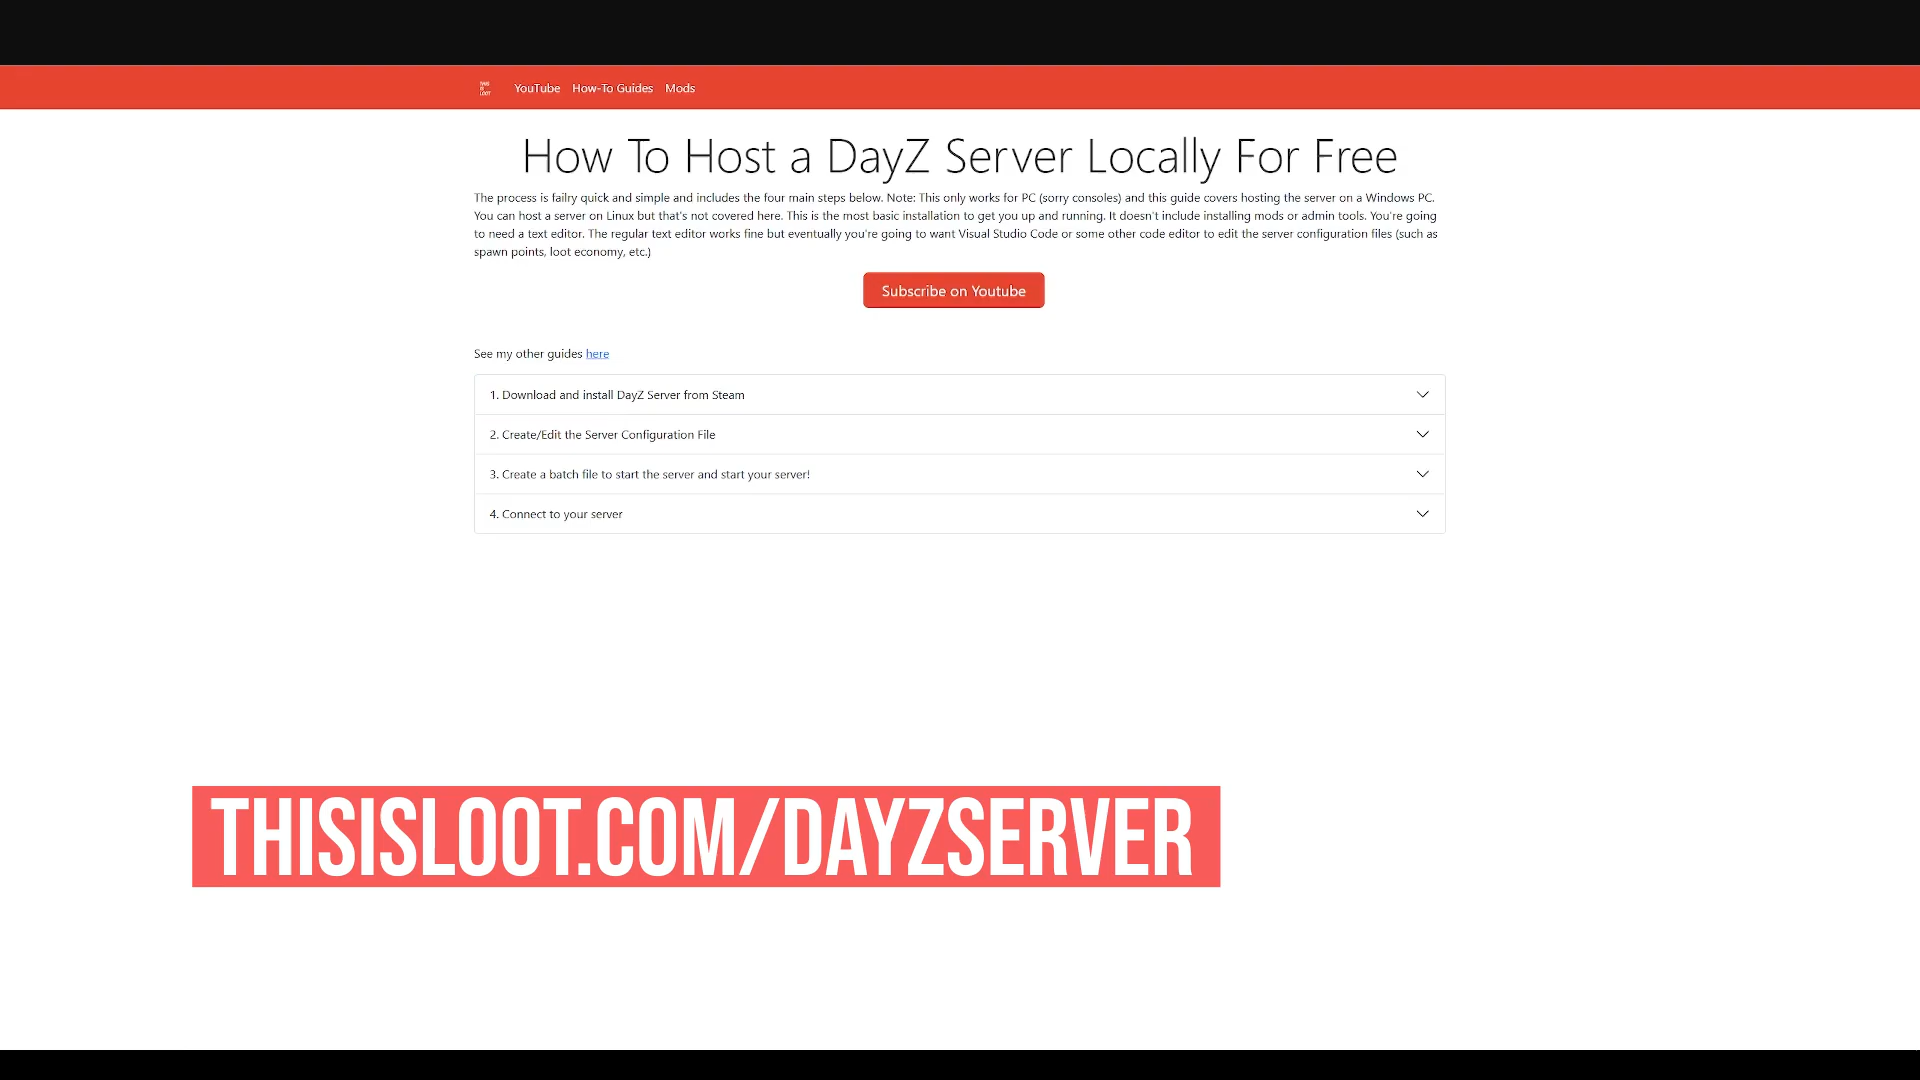 THIS
IS
LOOT
YouTube How-To Guides Mods
How To Host a DayZ Server Locally For Free
The process is failry quick and simple and includes the four main steps below. Note: This only works for PC (sorry consoles) and this guide covers hosting the server on a Windows PC.
You can host a server on Linux but that's not covered here. This is the most basic installation to get you up and running. It doesn't include installing mods or admin tools. You're going
to need a text editor. The regular text editor works fine but eventually you're going to want Visual Studio Code or some other code editor to edit the server configuration files (such as
spawn points, loot economy, etc.)
Subscribe on Youtube
See my other guides here
1. Download and install DayZ Server from Steam
2. Create/Edit the Server Configuration File
3. Create a batch file to start the server and start your server!
4. Connect to your server
THISISLOOT.COM/DAYZSERVER